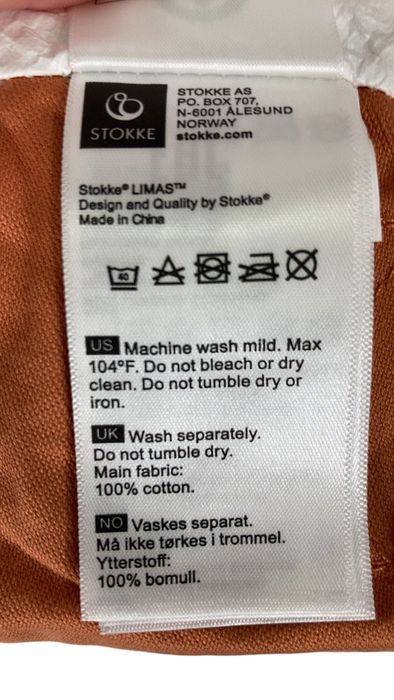 STOKKE
STOKKE AS
PO. BOX 707,
N-6001 ÅLESUND
NORWAY
stokke.com
Stokke® LIMAS™
Design and Quality by Stokke®
Made in China
40
US Machine wash mild. Max
104°F. Do not bleach or dry
clean. Do not tumble dry or
iron.
UK Wash separately.
Do not tumble dry.
Main fabric:
100% cotton.
NO Vaskes separat.
Må ikke tørkes i trommel.
Ytterstoff:
100% bomull.